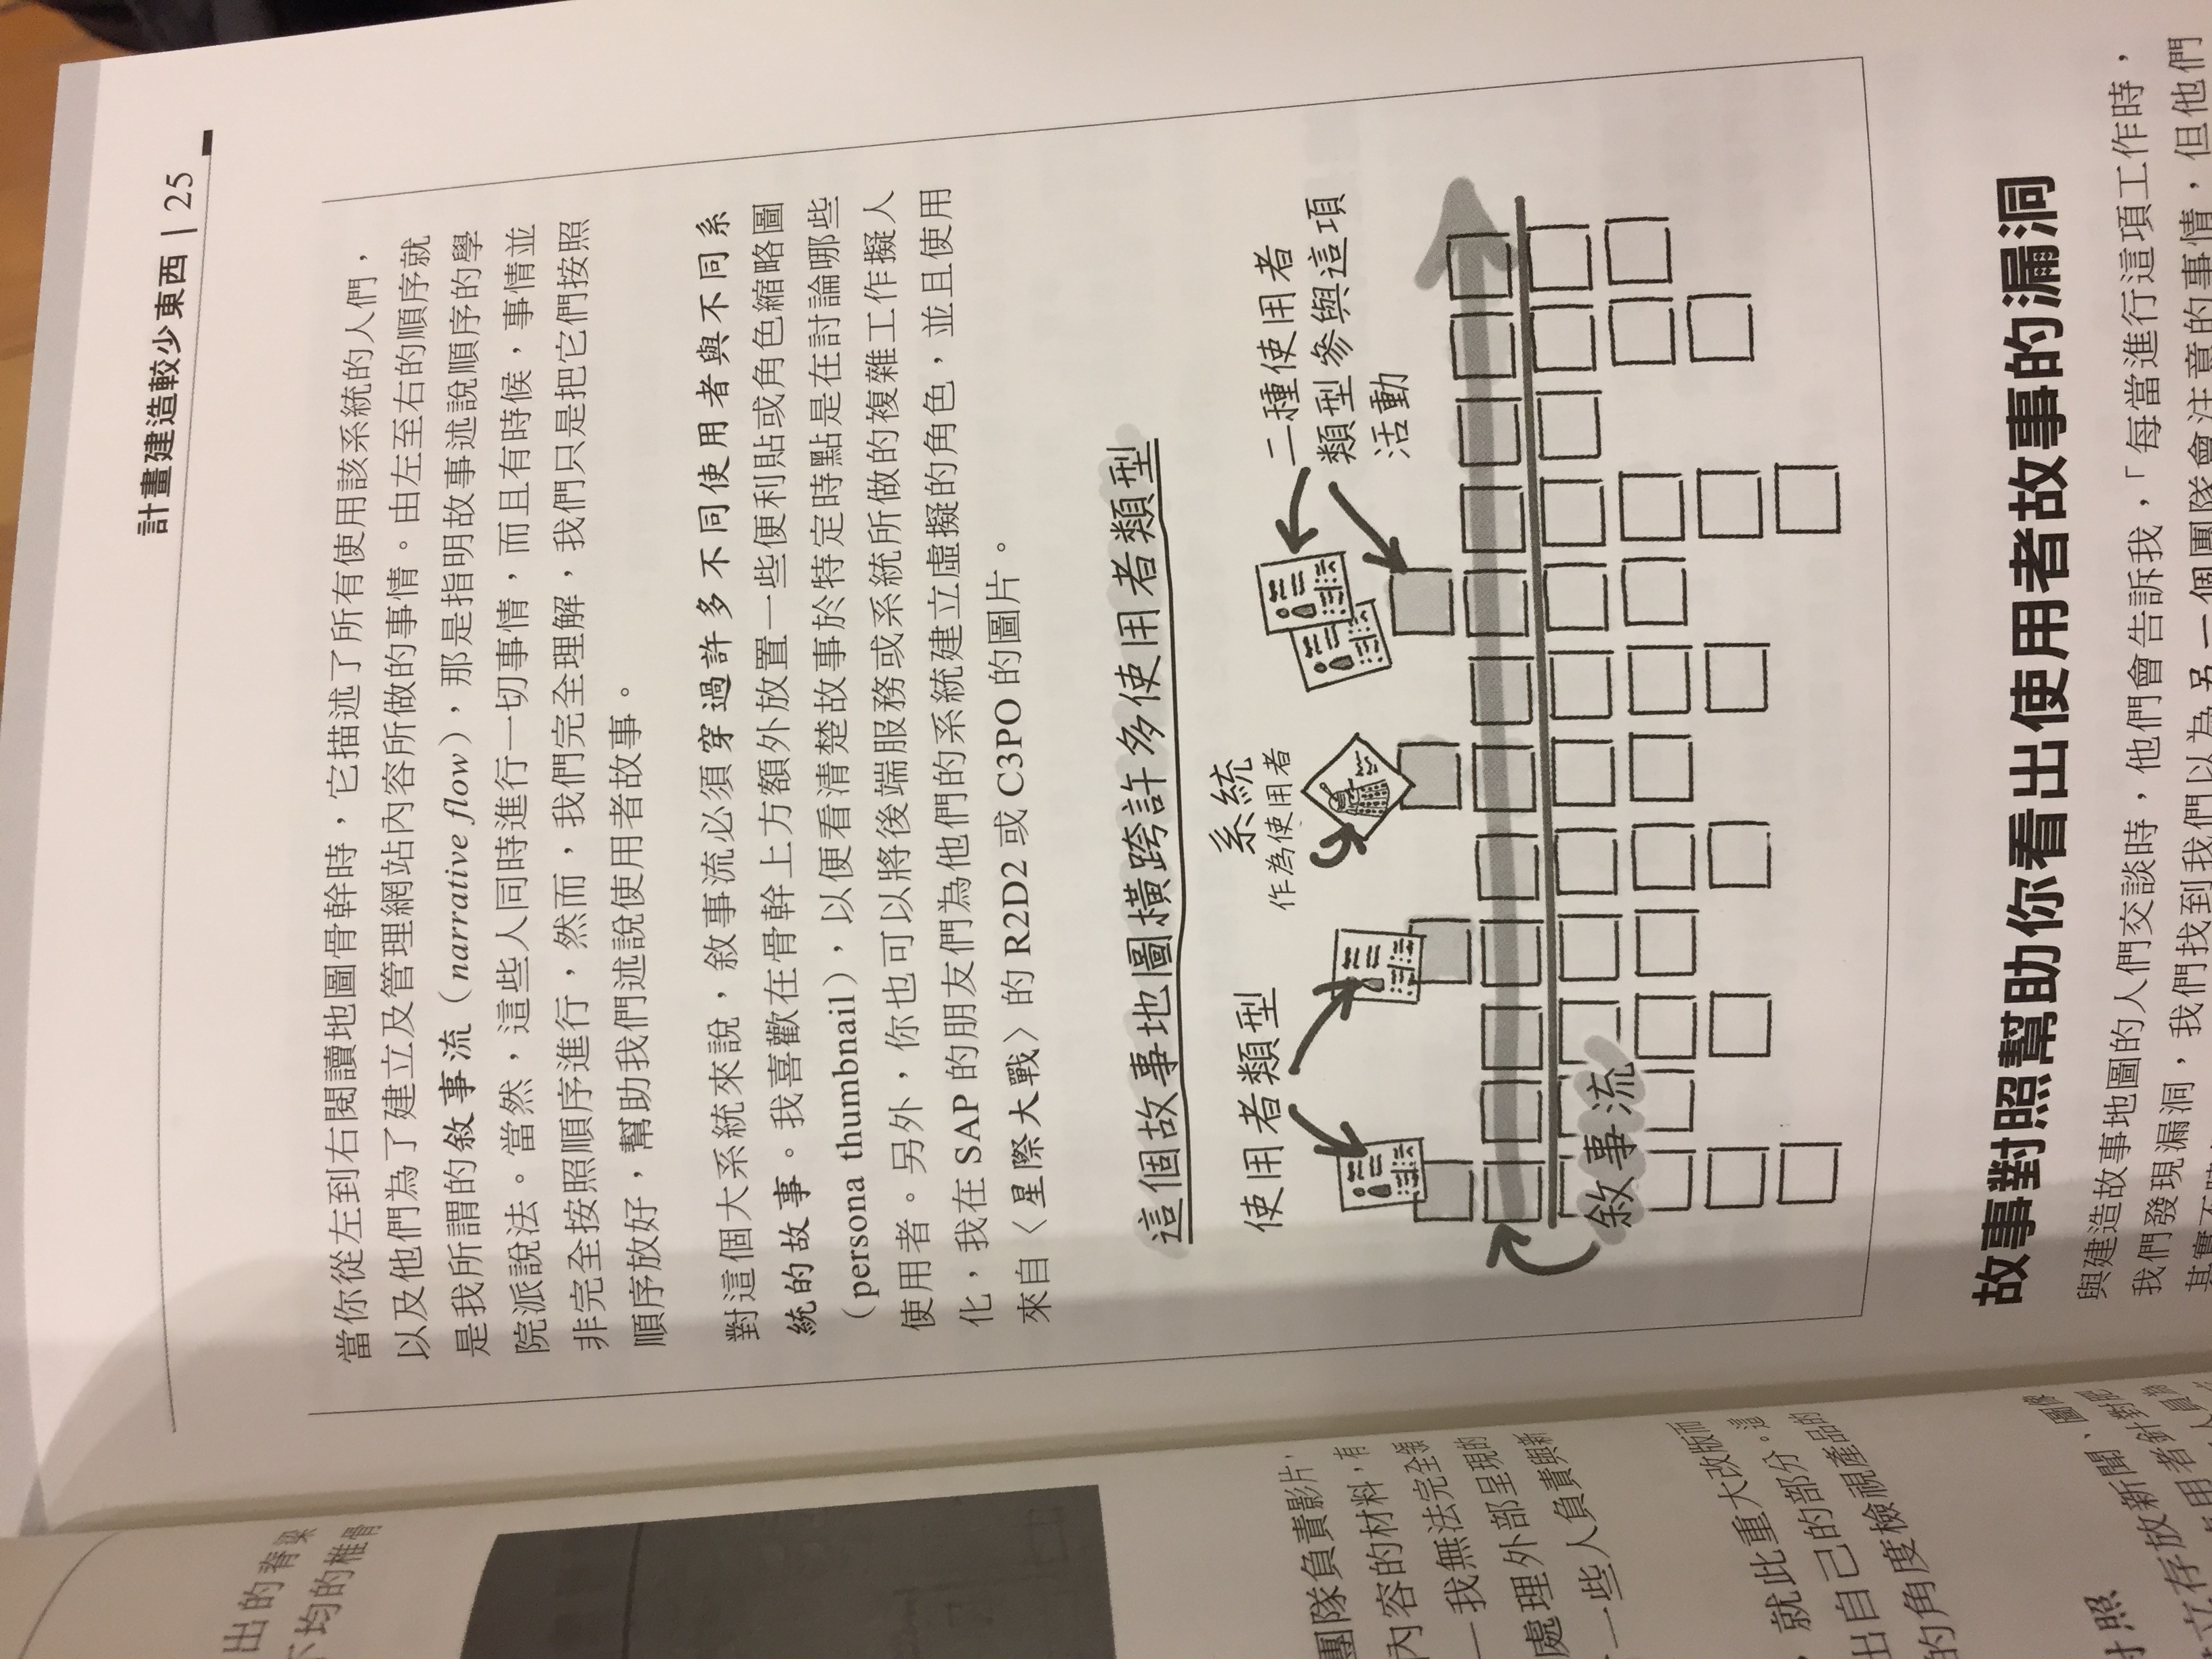 出的脊梁
不均的椎骨
團隊負責影片，
內容的材料，有
—我無法完全領
處理外部呈現的
一些人負責與新
，就此重大改版而
出自己的部分。這
的角度檢視產品的
對照
立存放新聞、圖像
使用者針對肥
人員為
計畫建造較少東西 | 25
當你從左到右閱讀地圖骨幹時，它描述了所有使用該系統的人們，
以及他們為了建立及管理網站內容所做的事情。由左至右的順序就
是我所謂的敘事流（narrative flow），那是指明故事述說順序的學
院派說法。當然，這些人同時進行一切事情，而且有時候，事情並
非完全按照順序進行，然而，我們完全理解，我們只是把它們按照
順序放好，幫助我們述說使用者故事。
對這個大系統來說，敘事流必須穿過許多不同使用者與不同系
統的故事。我喜歡在骨幹上方額外放置一些便利貼或角色縮略圖
（persona thumbnail），以便看清楚故事於特定時點是在討論哪些
使用者。另外，你也可以將後端服務或系統所做的複雜工作擬人
化，我在 SAP 的朋友們為他們的系統建立虛擬的角色，並且使用
來自〈星際大戰〉的 R2D2 或 C3PO 的圖片。
這個故事地圖橫跨許多使用者類型
使用者類型
系統
作為使用者
二種使用者
類型參與這項
活動
敘事流
故事對照幫助你看出使用者故事的漏洞
與建造故事地圖的人們交談時，他們會告訴我，「每當進行這項工作時，
我們發現漏洞，我們找到我們以為另一個團隊會注意的事情，但他們